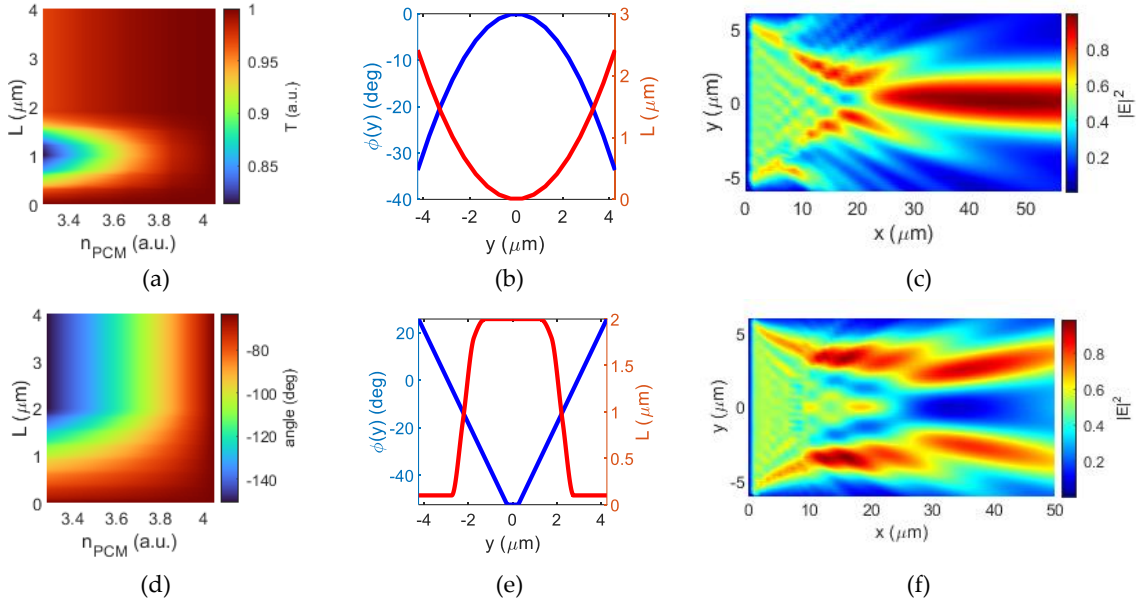 4
3
2
1
0
L (μm)
3.4 3.6 3.8 4
n_PCM (a.u.)
1
0.95
0.9
0.85
T (a.u.)
(a)
0
-10
-20
-30
-40
ϕ(y) (deg)
-4 -2 0 2 4
y (μm)
3
2
1
0
L (μm)
(b)
5
0
-5
y (μm)
0 10 20 30 40 50
x (μm)
0.8
0.6
0.4
0.2
|E|²
(c)
4
3
2
1
0
L (μm)
3.4 3.6 3.8 4
n_PCM (a.u.)
-80
-100
-120
-140
angle (deg)
(d)
20
0
-20
-40
ϕ(y) (deg)
-4 -2 0 2 4
y (μm)
2
1.5
1
0.5
0
L (μm)
(e)
5
0
-5
y (μm)
0 10 20 30 40 50
x (μm)
0.8
0.6
0.4
0.2
|E|²
(f)